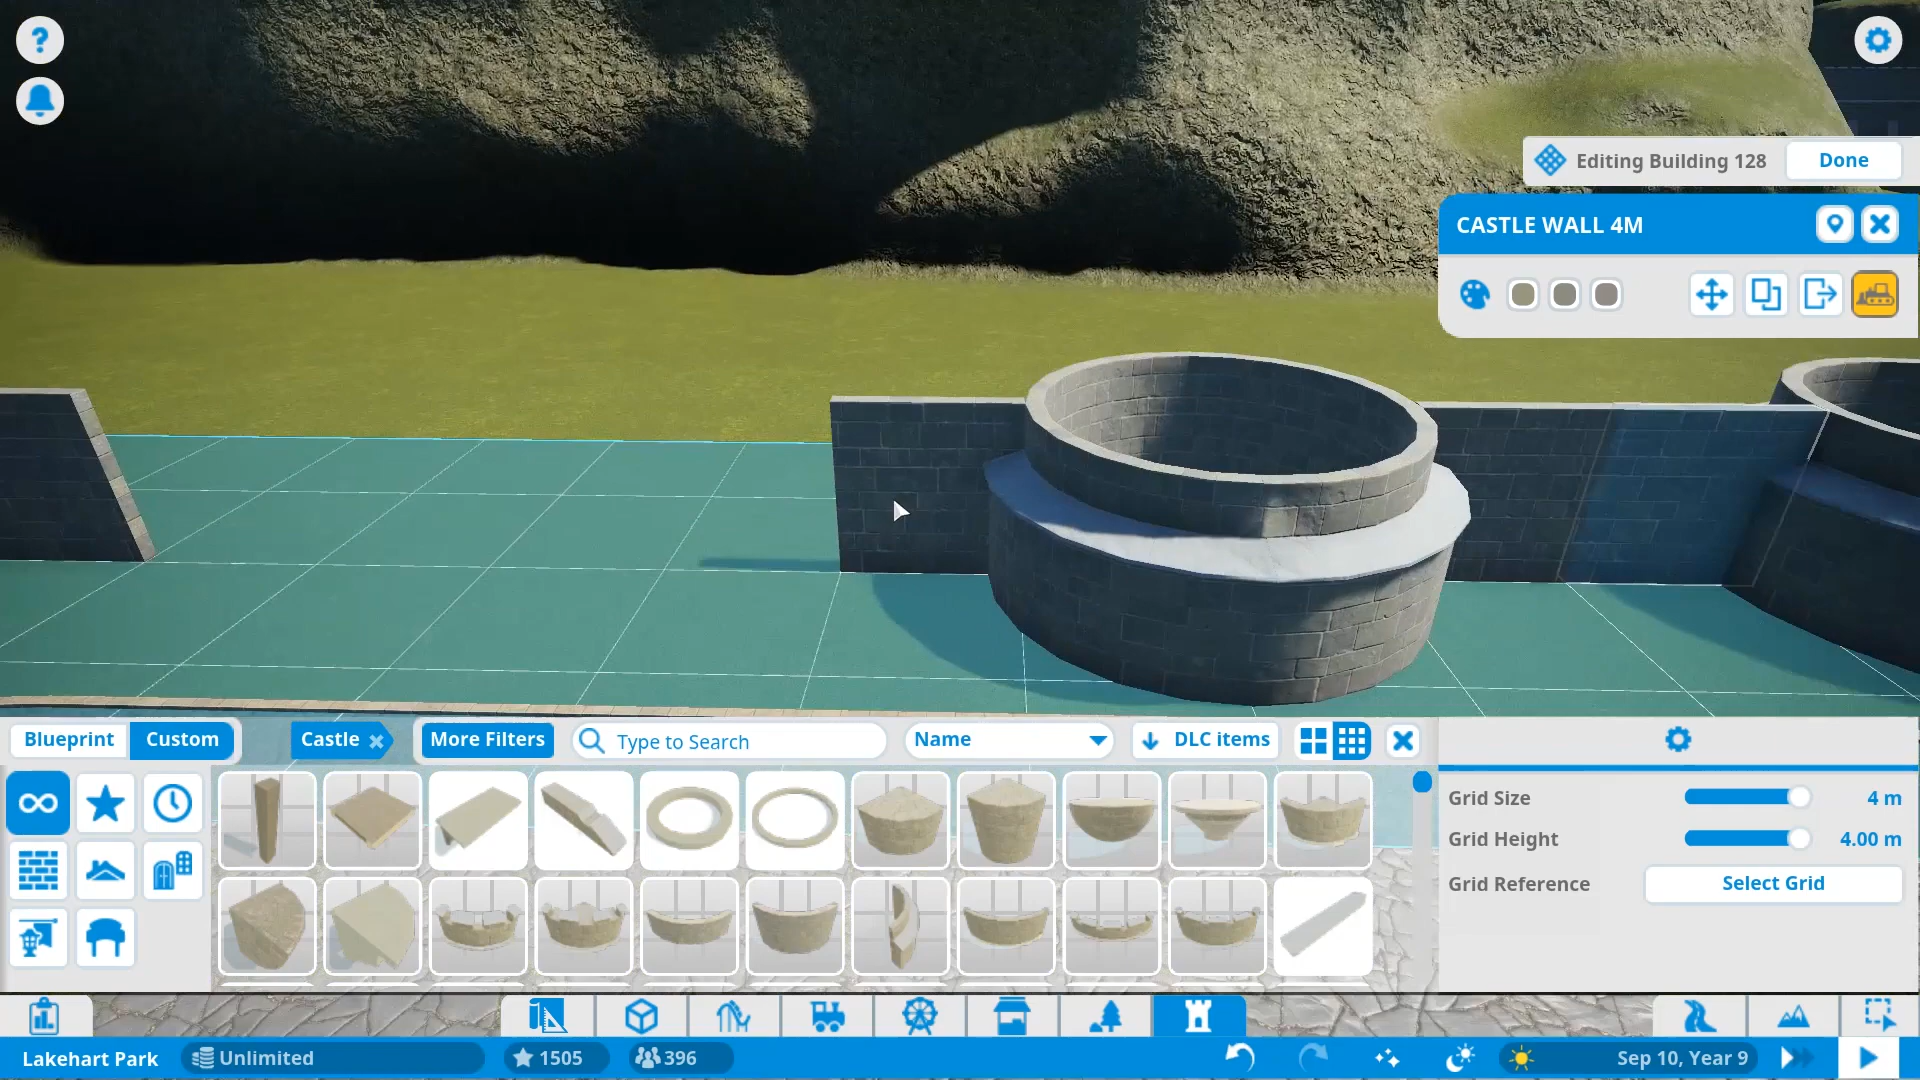 ?
Editing Building 128 Done
CASTLE WALL 4M
Blueprint Custom Castle More Filters Type to Search Name DLC items
Grid Size 4 m
Grid Height 4.00 m
Grid Reference Select Grid
Lakehart Park Unlimited 1505 396 Sep 10, Year 9